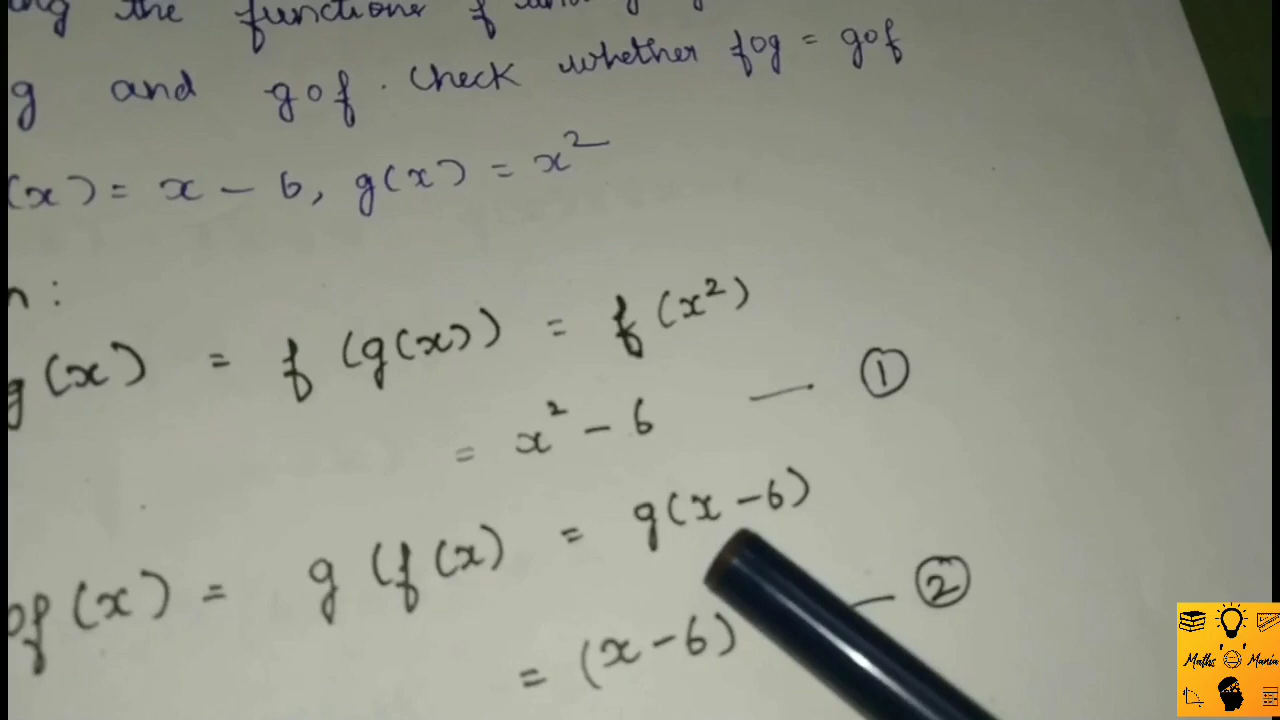 the functions f
g and gof. Check whether fog = gof
(x) = x - 6, g(x) = x²
n:
g(x) = f(g(x)) = f(x²)
= x² - 6 — ①
of(x) = g(f(x) = g(x-6)
= (x-6) — ②
Maths Mania